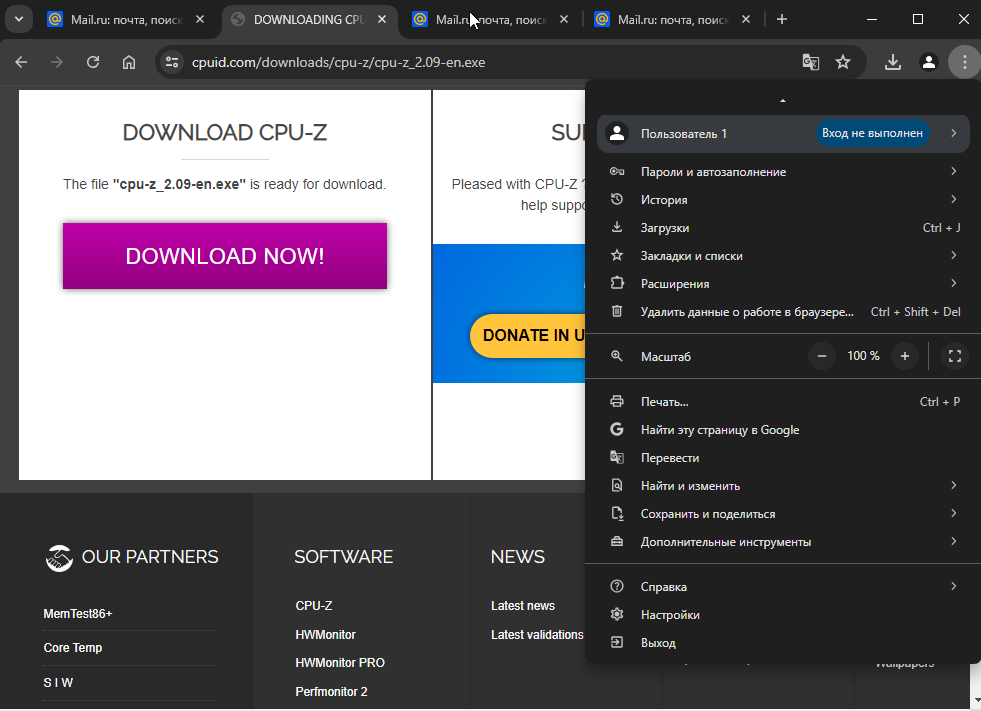 Mail.ru: почта, поиск
DOWNLOADING CPU
Mail.ru: почта, поиск
Mail.ru: почта, поиск
cpuid.com/downloads/cpu-z/cpu-z_2.09-en.exe
DOWNLOAD CPU-Z
The file "cpu-z_2.09-en.exe" is ready for download.
DOWNLOAD NOW!
SU
Pleased with CPU-Z ?
help suppo
DONATE IN U
Пользователь 1
Вход не выполнен
Пароли и автозаполнение
История
Загрузки
Ctrl + J
Закладки и списки
Расширения
Удалить данные о работе в браузере...
Ctrl + Shift + Del
Масштаб
− 100 % +
Печать...
Ctrl + P
Найти эту страницу в Google
Перевести
Найти и изменить
Сохранить и поделиться
Дополнительные инструменты
Справка
Настройки
Выход
OUR PARTNERS
MemTest86+
Core Temp
S I W
SOFTWARE
CPU-Z
HWMonitor
HWMonitor PRO
Perfmonitor 2
NEWS
Latest news
Latest validations
Wallpapers